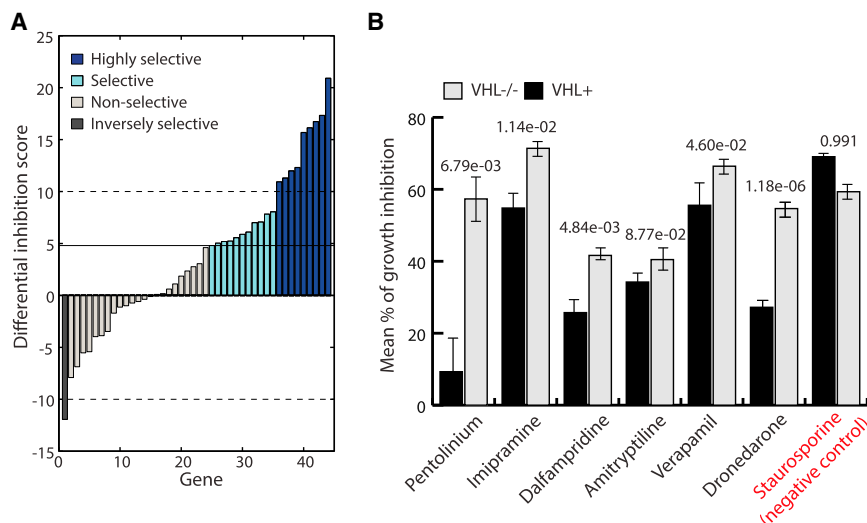 A
25
20
15
10
5
0
-5
-10
-15
Differential inhibition score
Highly selective
Selective
Non-selective
Inversely selective
0
10
20
30
40
Gene
B
VHL-/-
VHL+
80
60
40
20
0
Mean % of growth inhibition
6.79e-03
1.14e-02
4.84e-03
8.77e-02
4.60e-02
1.18e-06
0.991
Pentolinium
Imipramine
Dalfampridine
Amitryptiline
Verapamil
Dronedarone
Staurosporine
(negative control)